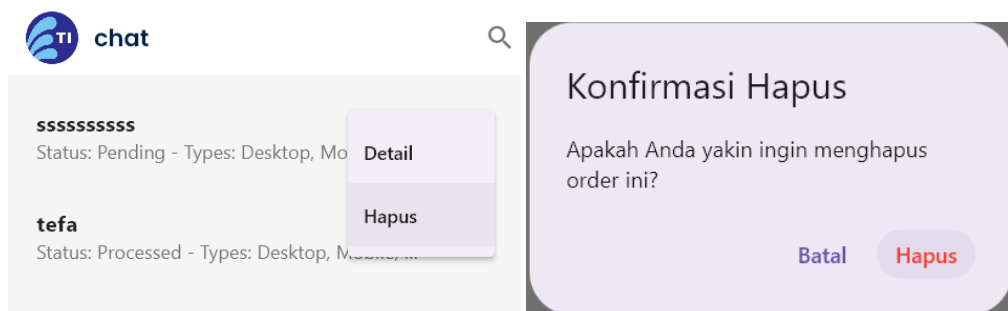 TI chat
ssssssssss
Status: Pending - Types: Desktop, Mo
Detail
Hapus
tefa
Status: Processed - Types: Desktop, Mobile, ...
Konfirmasi Hapus
Apakah Anda yakin ingin menghapus
order ini?
Batal Hapus